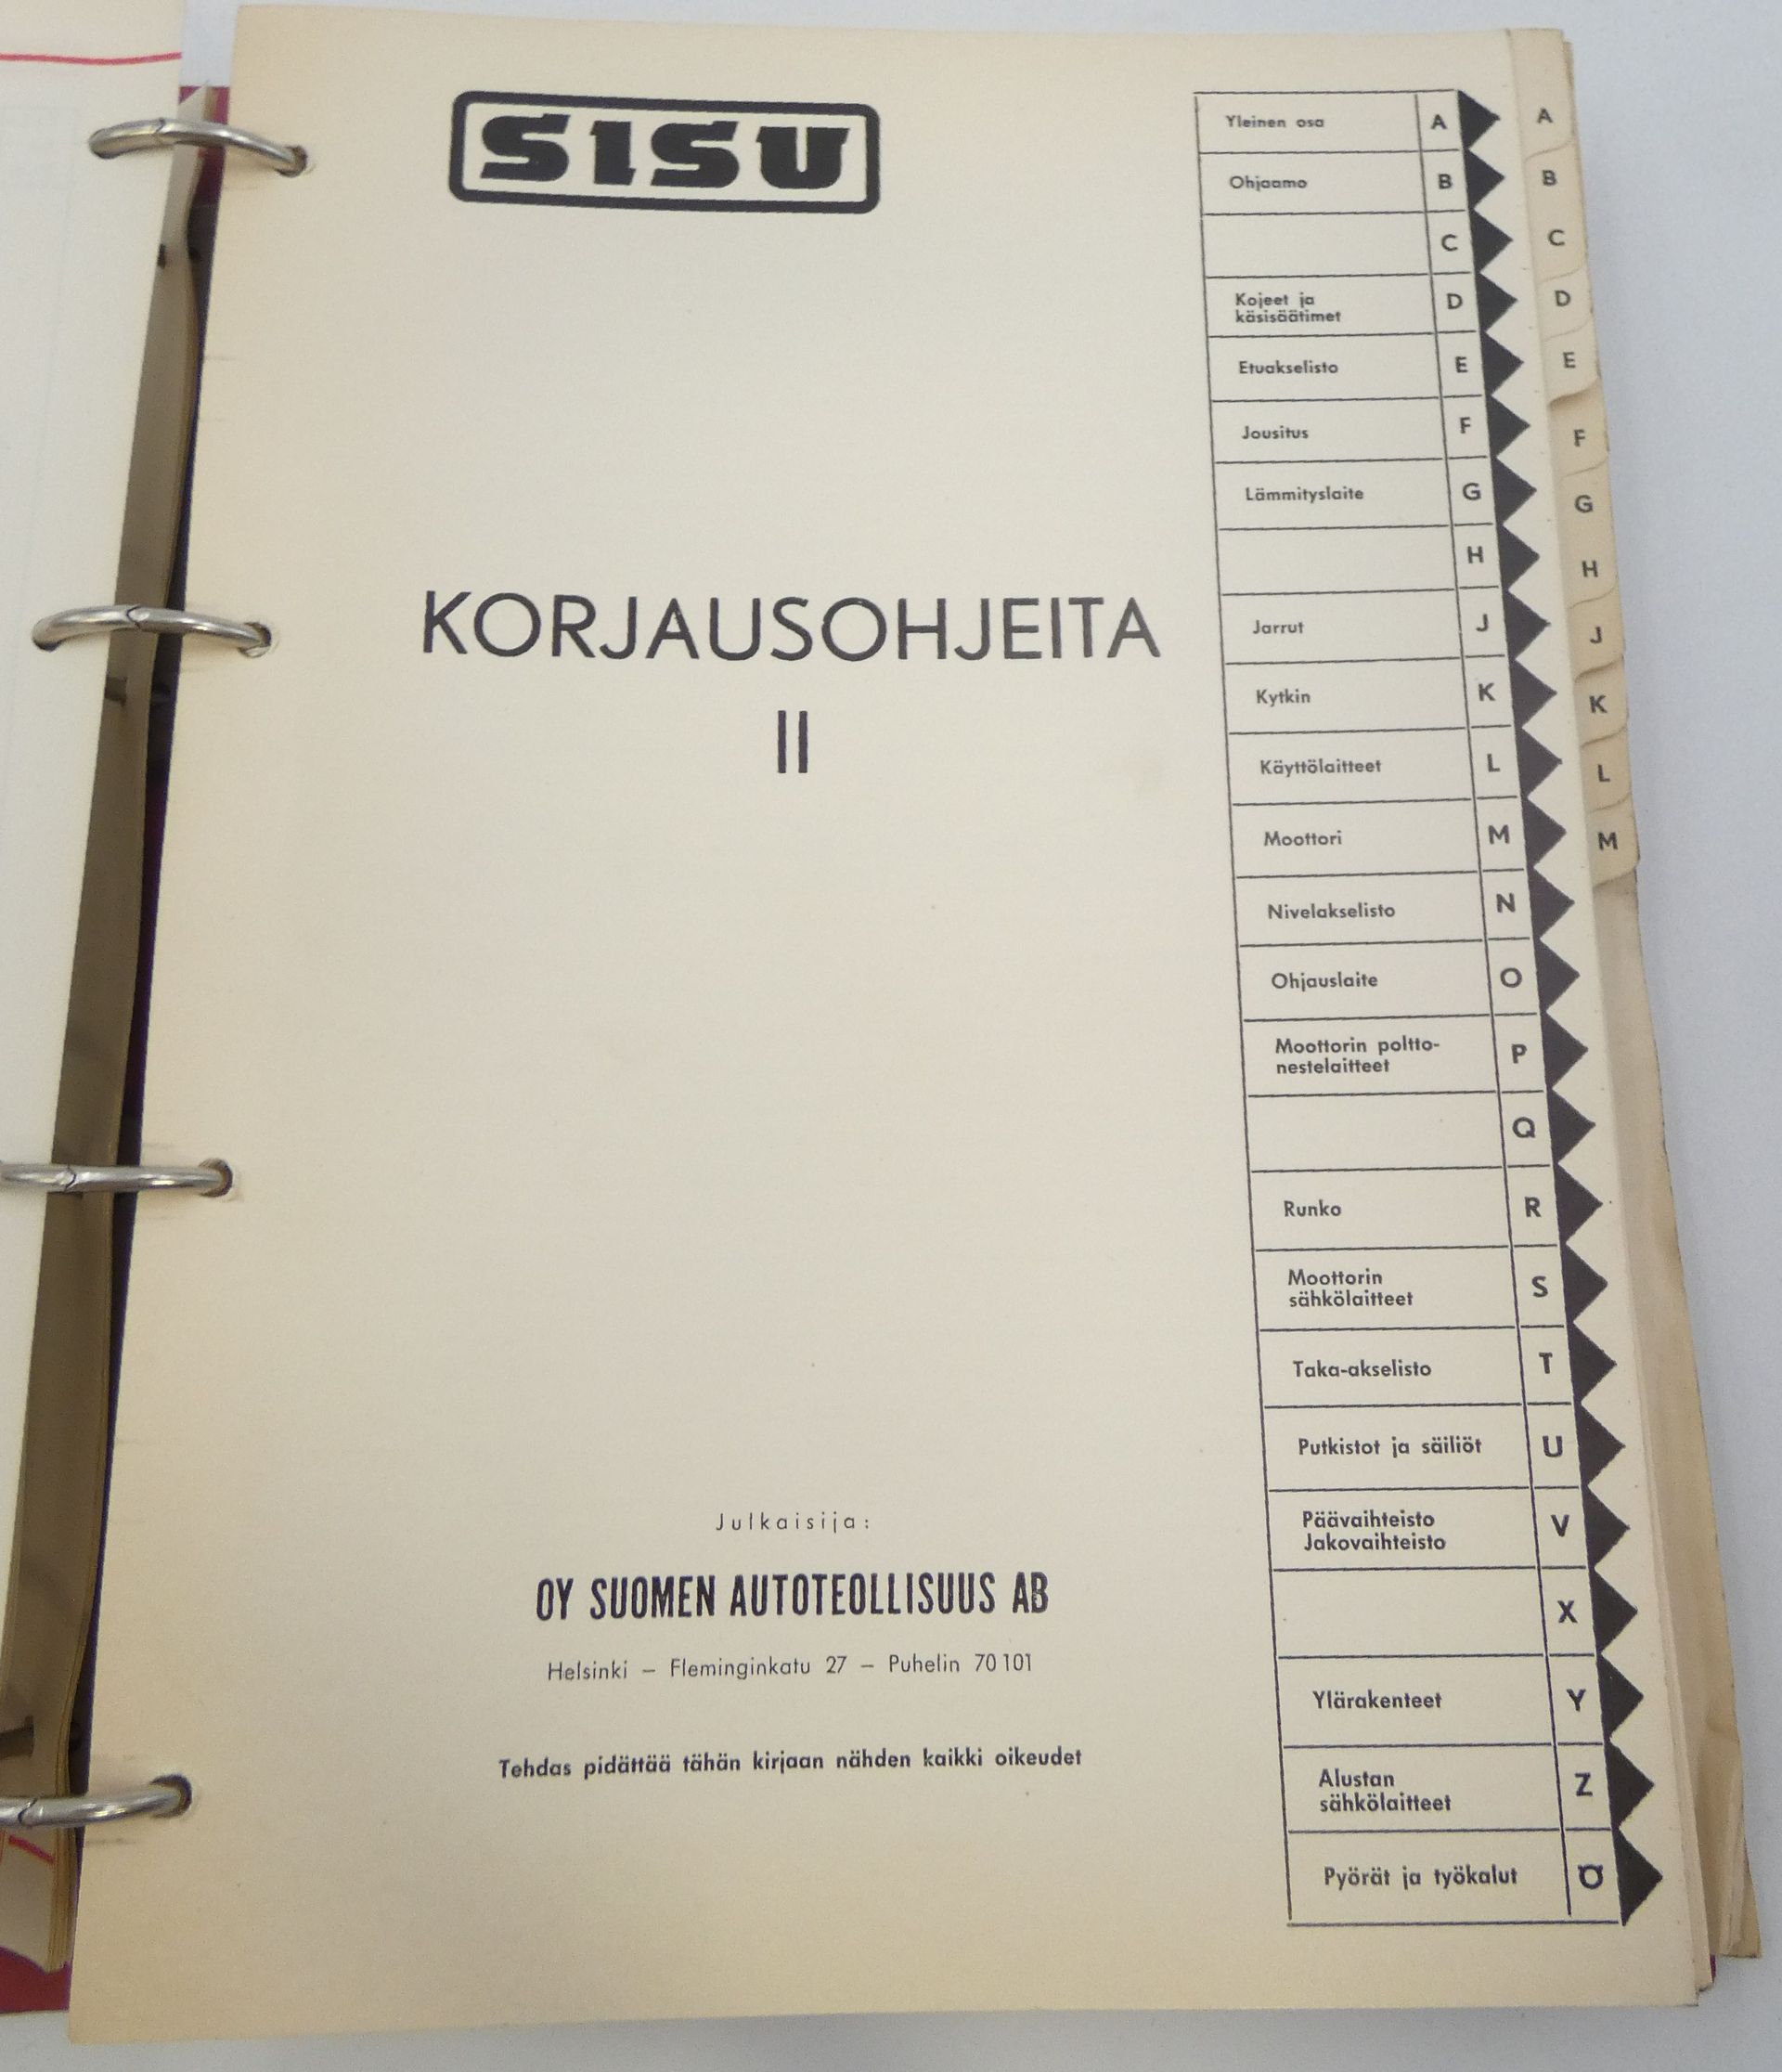 SISU
KORJAUSOHJEITA
II
Julkaisija:
OY SUOMEN AUTOTEOLLISUUS AB
Helsinki – Fleminginkatu 27 – Puhelin 70 101
Tehdas pidättää tähän kirjaan nähden kaikki oikeudet
Yleinen osa A
Ohjaamo B
C
Kojeet ja
käsisäätimet D
Etuakselisto E
Jousitus F
Lämmityslaite G
H
Jarrut J
Kytkin K
Käyttölaitteet L
Moottori M
Nivelakselisto N
Ohjauslaite O
Moottorin poltto-
nestelaitteet P
Q
Runko R
Moottorin
sähkölaitteet S
Taka-akselisto T
Putkistot ja säiliöt U
Päävaihteisto
Jakovaihteisto V
X
Ylärakenteet Y
Alustan
sähkölaitteet Z
Pyörät ja työkalut Ö
A
B
C
D
E
F
G
H
J
K
L
M